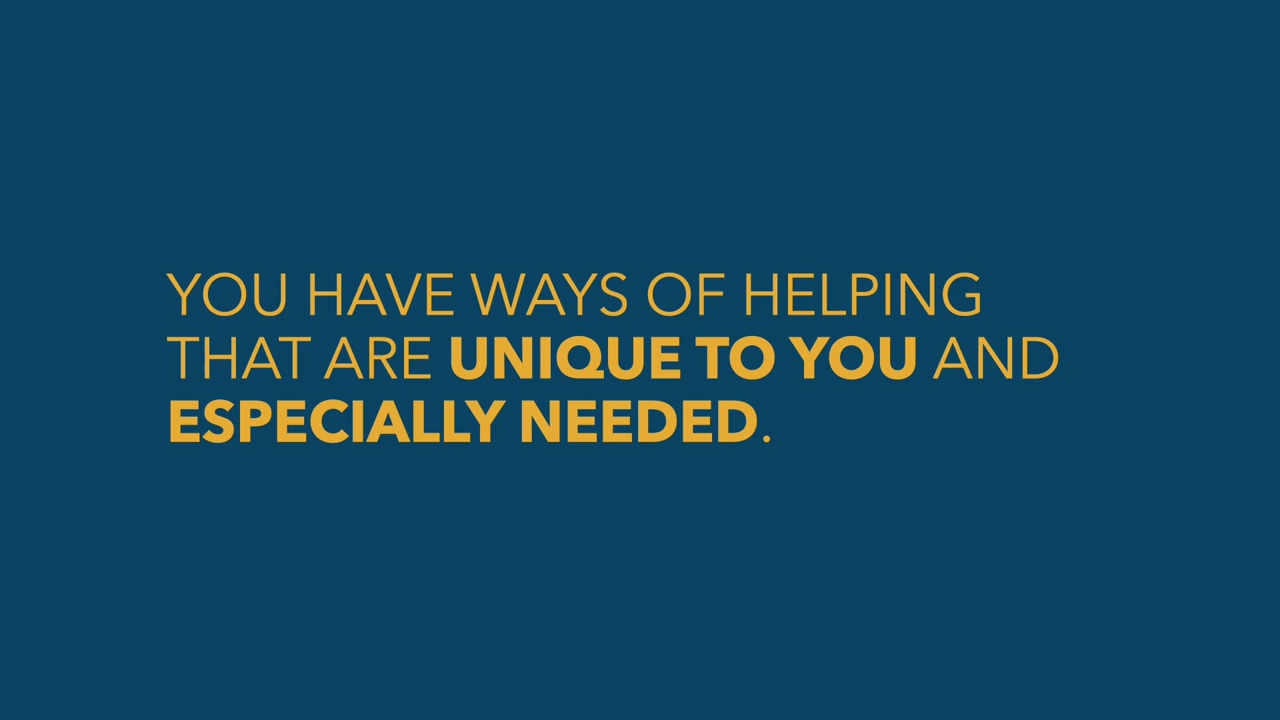 YOU HAVE WAYS OF HELPING
THAT ARE UNIQUE TO YOU AND
ESPECIALLY NEEDED.